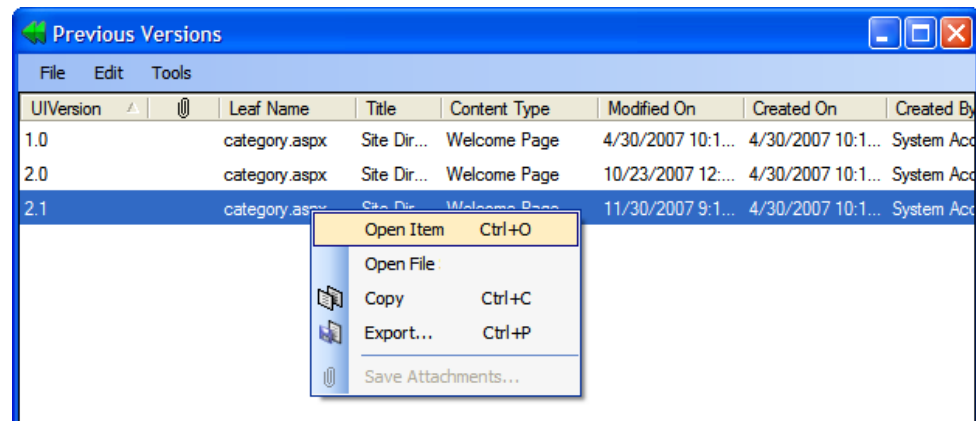 Previous Versions
File Edit Tools
UIVersion Leaf Name Title Content Type Modified On Created On Created By
1.0 category.aspx Site Dir... Welcome Page 4/30/2007 10:1... 4/30/2007 10:1... System Acc
2.0 category.aspx Site Dir... Welcome Page 10/23/2007 12:... 4/30/2007 10:1... System Acc
2.1 category.aspx Site Dir... Welcome Page 11/30/2007 9:1... 4/30/2007 10:1... System Acc
Open Item Ctrl+O
Open File
Copy Ctrl+C
Export... Ctrl+P
Save Attachments...